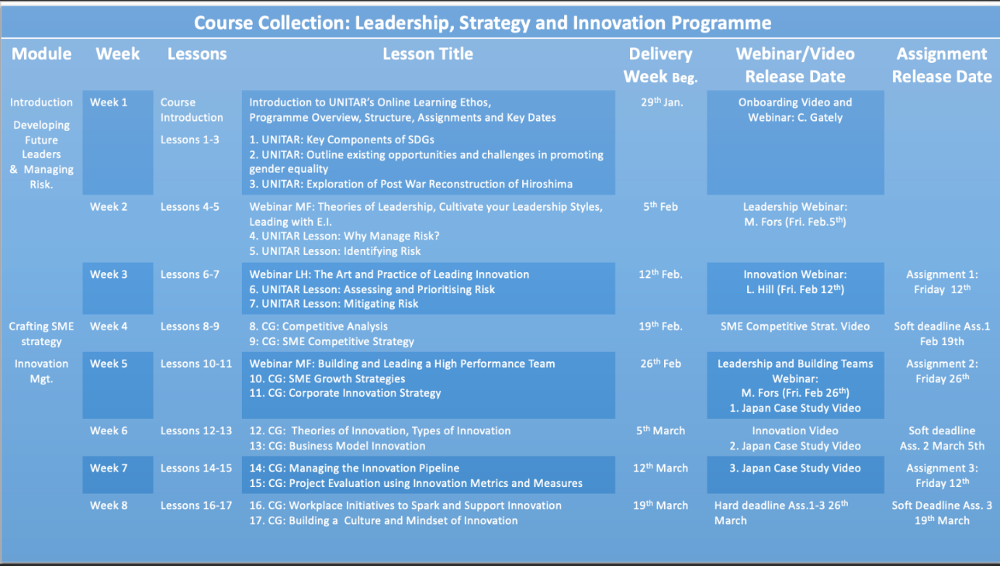 Course Collection: Leadership, Strategy and Innovation Programme
Module Week Lessons Lesson Title Delivery Week Beg. Webinar/Video Release Date Assignment Release Date
Introduction
Developing
Future
Leaders
& Managing
Risk.
Week 1
Course
Introduction
Lessons 1-3
Introduction to UNITAR's Online Learning Ethos,
Programme Overview, Structure, Assignments and Key Dates
1. UNITAR: Key Components of SDGs
2. UNITAR: Outline existing opportunities and challenges in promoting
gender equality
3. UNITAR: Exploration of Post War Reconstruction of Hiroshima
29th Jan.
Onboarding Video and
Webinar: C. Gately
Week 2
Lessons 4-5
Webinar MF: Theories of Leadership, Cultivate your Leadership Styles,
Leading with E.I.
4. UNITAR Lesson: Why Manage Risk?
5. UNITAR Lesson: Identifying Risk
5th Feb
Leadership Webinar:
M. Fors (Fri. Feb.5th)
Week 3
Lessons 6-7
Webinar LH: The Art and Practice of Leading Innovation
6. UNITAR Lesson: Assessing and Prioritising Risk
7. UNITAR Lesson: Mitigating Risk
12th Feb.
Innovation Webinar:
L. Hill (Fri. Feb 12th)
Assignment 1:
Friday 12th
Crafting SME
strategy
Week 4
Lessons 8-9
8. CG: Competitive Analysis
9: CG: SME Competitive Strategy
19th Feb.
SME Competitive Strat. Video
Soft deadline Ass.1
Feb 19th
Innovation
Mgt.
Week 5
Lessons 10-11
Webinar MF: Building and Leading a High Performance Team
10. CG: SME Growth Strategies
11. CG: Corporate Innovation Strategy
26th Feb
Leadership and Building Teams
Webinar:
M. Fors (Fri. Feb 26th)
1. Japan Case Study Video
Assignment 2:
Friday 26th
Week 6
Lessons 12-13
12. CG: Theories of Innovation, Types of Innovation
13: CG: Business Model Innovation
5th March
Innovation Video
2. Japan Case Study Video
Soft deadline
Ass. 2 March 5th
Week 7
Lessons 14-15
14: CG: Managing the Innovation Pipeline
15: CG: Project Evaluation using Innovation Metrics and Measures
12th March
3. Japan Case Study Video
Assignment 3:
Friday 12th
Week 8
Lessons 16-17
16. CG: Workplace Initiatives to Spark and Support Innovation
17. CG: Building a Culture and Mindset of Innovation
19th March
Hard deadline Ass.1-3 26th
March
Soft Deadline Ass. 3
19th March